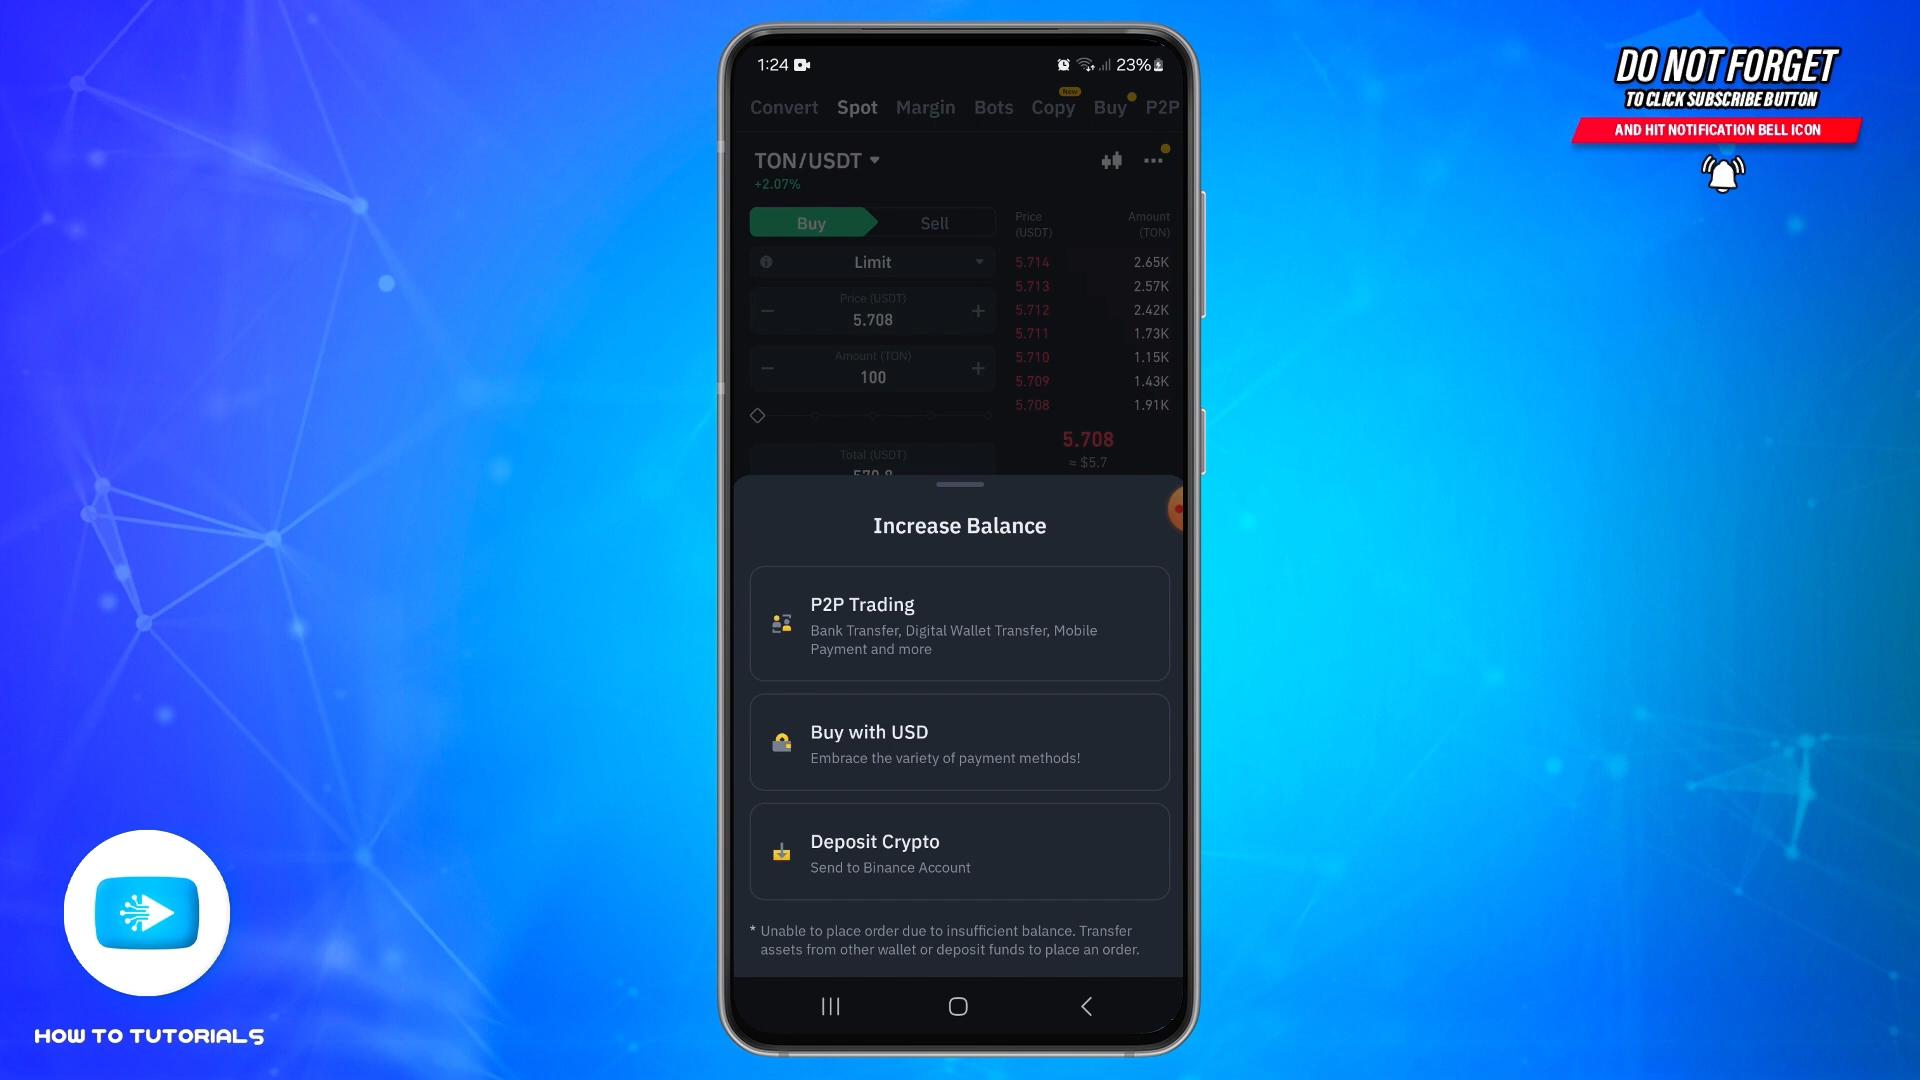 1:24
23%
Convert Spot Margin Bots Copy New Buy P2P
TON/USDT
+2.07%
Buy Sell
Price (USDT) Amount (TON)
Limit
Price (USDT)
5.708
Amount (TON)
100
Total (USDT)
570.8
5.714 2.65K
5.713 2.57K
5.712 2.42K
5.711 1.73K
5.710 1.15K
5.709 1.43K
5.708 1.91K
5.708
≈ $5.7
Increase Balance
P2P Trading
Bank Transfer, Digital Wallet Transfer, Mobile
Payment and more
Buy with USD
Embrace the variety of payment methods!
Deposit Crypto
Send to Binance Account
* Unable to place order due to insufficient balance. Transfer
assets from other wallet or deposit funds to place an order.
DO NOT FORGET
TO CLICK SUBSCRIBE BUTTON
AND HIT NOTIFICATION BELL ICON
HOW TO TUTORIALS